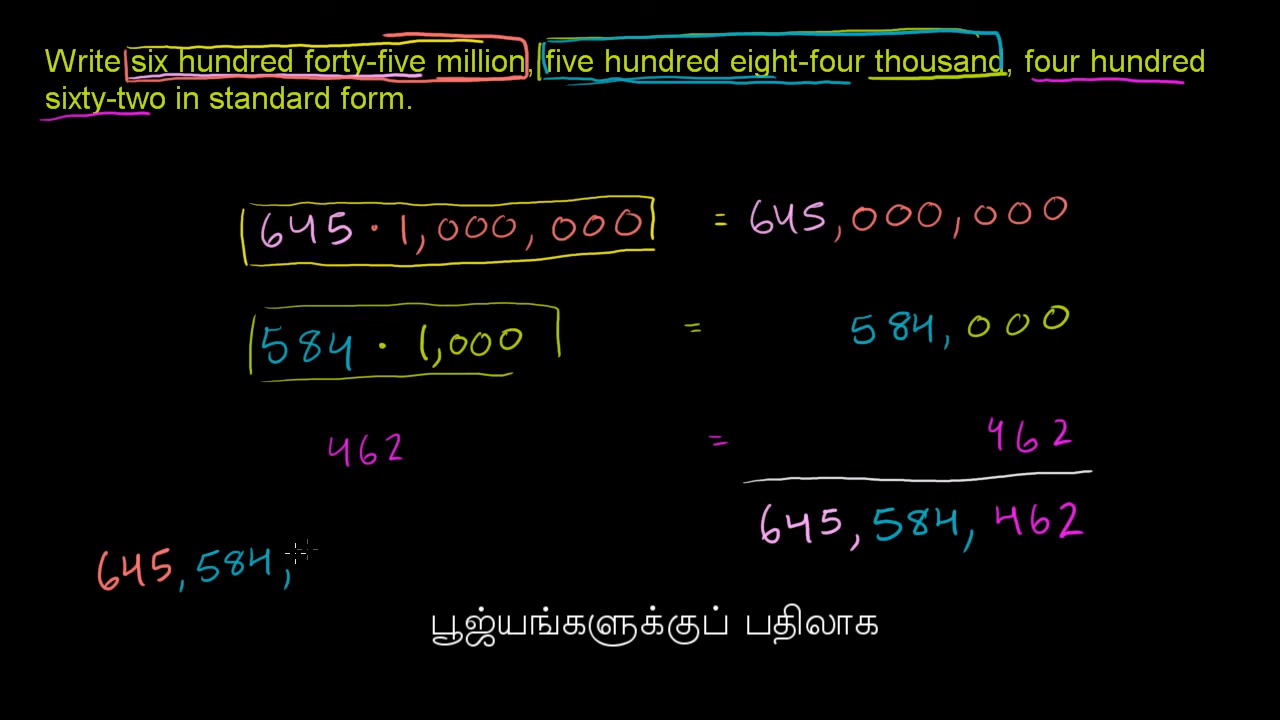 Write six hundred forty-five million, five hundred eight-four thousand, four hundred
sixty-two in standard form.
645 · 1,000,000 = 645,000,000
584 · 1,000 = 584,000
462 = 462
645,584,462
645,584,
பூஜ்யங்களுக்குப் பதிலாக